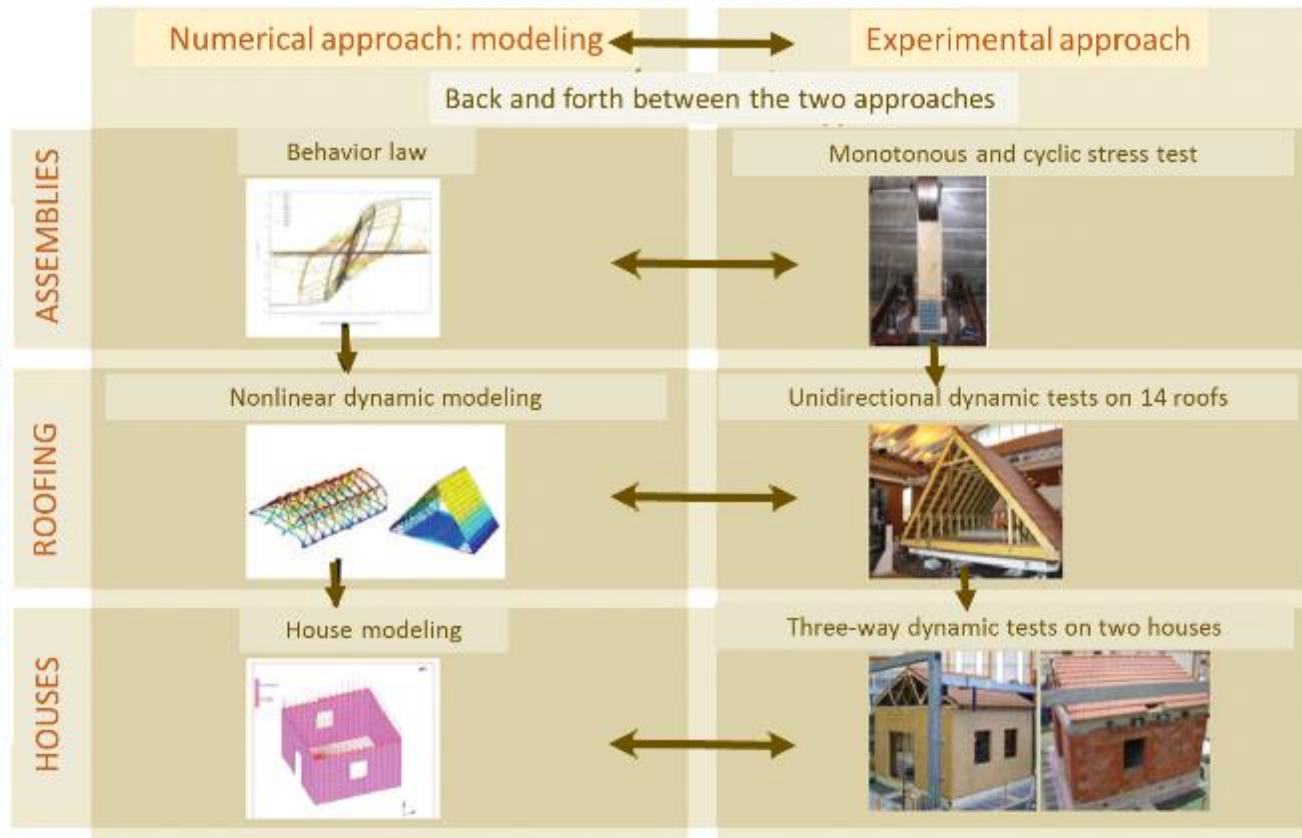 Numerical approach: modeling
Experimental approach
Back and forth between the two approaches
ASSEMBLIES
Behavior law
Monotonous and cyclic stress test
ROOFING
Nonlinear dynamic modeling
Unidirectional dynamic tests on 14 roofs
HOUSES
House modeling
Three-way dynamic tests on two houses